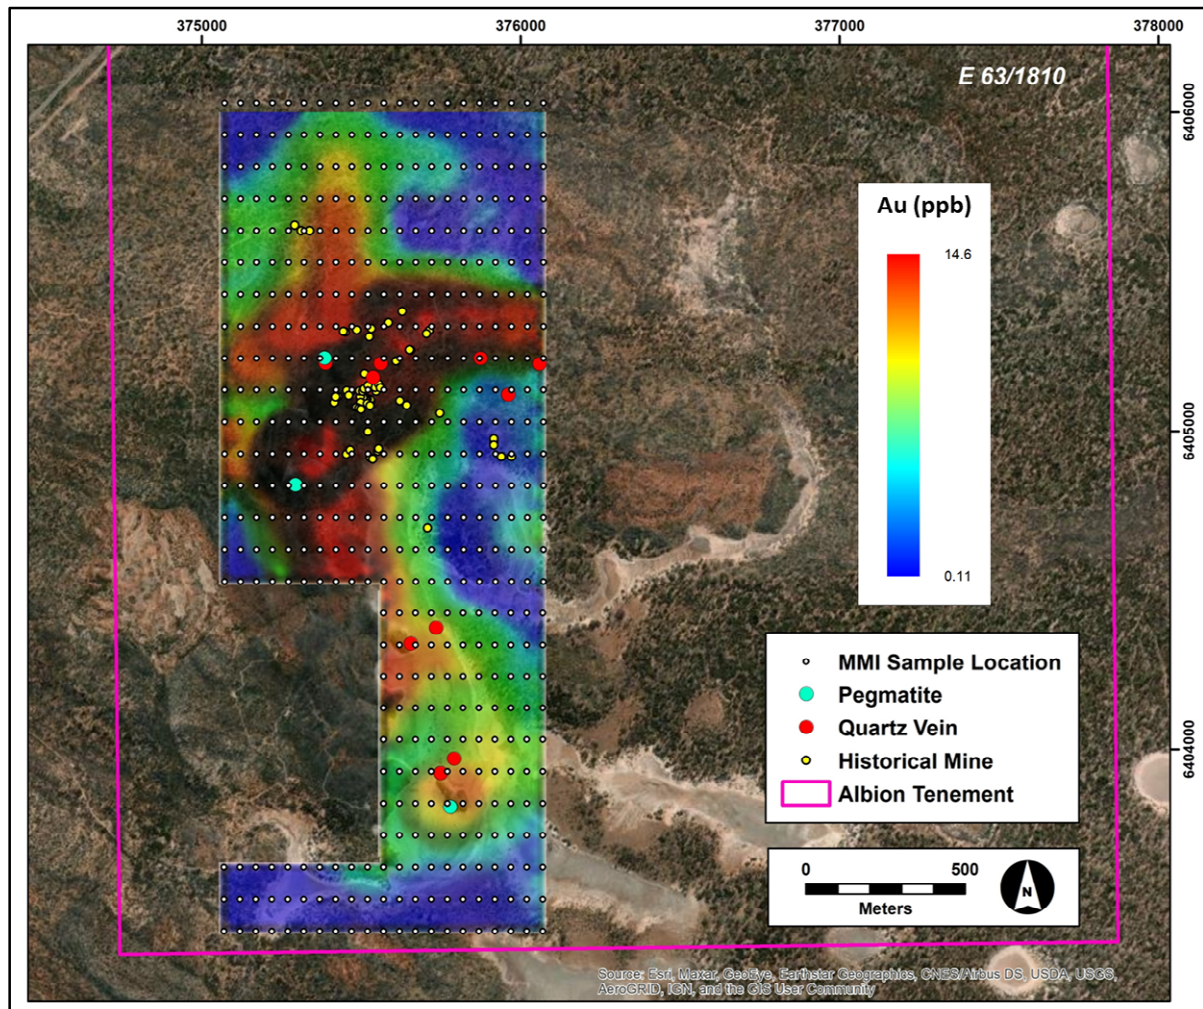 375000
376000
377000
378000
E 63/1810
6406000
Au (ppb)
14.6
0.11
6405000
MMI Sample Location
Pegmatite
Quartz Vein
Historical Mine
Albion Tenement
6404000
0 500
Meters
N
Source: Esri, Maxar, GeoEye, Earthstar Geographics, CNES/Airbus DS, USDA, USGS,
AeroGRID, IGN, and the GIS User Community